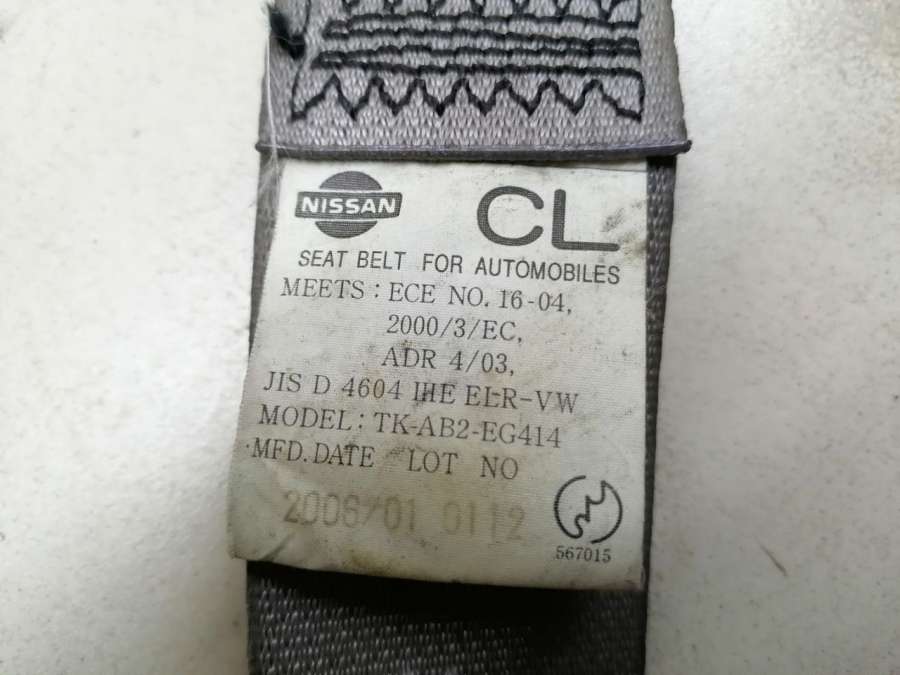 NISSAN CL
SEAT BELT FOR AUTOMOBILES
MEETS : ECE NO. 16-04,
2000/3/EC,
ADR 4/03,
JIS D 4604 IHE ELR-VW
MODEL: TK-AB2-EG414
MFD. DATE LOT NO
2006/01 0112
567015